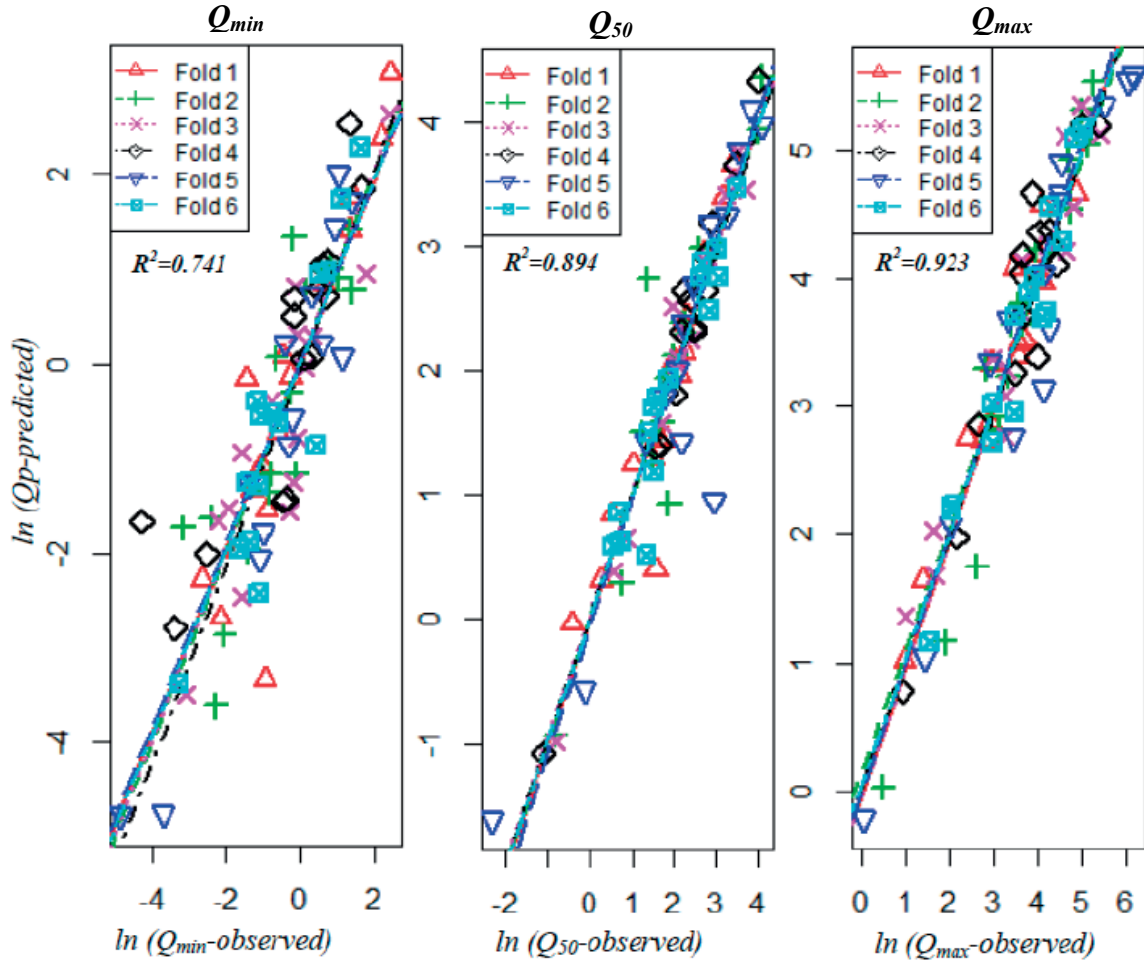 Qmin
Q50
Qmax
Fold 1
Fold 2
Fold 3
Fold 4
Fold 5
Fold 6
R²=0.741
Fold 1
Fold 2
Fold 3
Fold 4
Fold 5
Fold 6
R²=0.894
Fold 1
Fold 2
Fold 3
Fold 4
Fold 5
Fold 6
R²=0.923
ln (Qp-predicted)
2
0
-2
-4
4
3
2
1
0
-1
5
4
3
2
1
0
-4 -2 0 2
-2 -1 0 1 2 3 4
0 1 2 3 4 5 6
ln (Qmin-observed)
ln (Q50-observed)
ln (Qmax-observed)